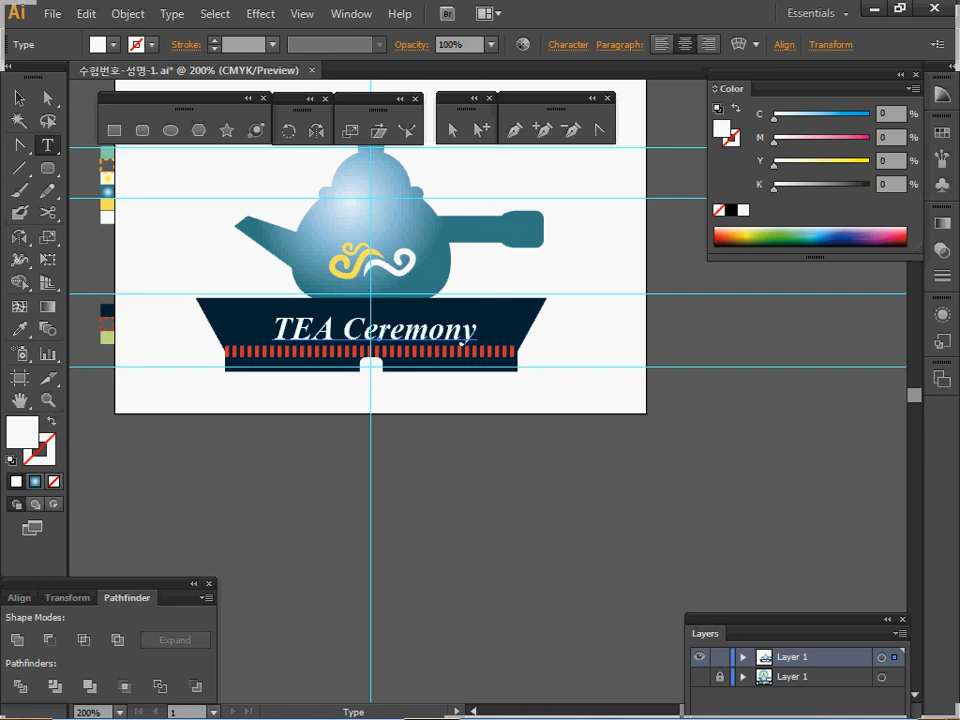 Ai File Edit Object Type Select Effect View Window Help Br Essentials
Type Stroke: Opacity: 100% Character Paragraph: Align Transform
수험번호-성명-1. ai* @ 200% (CMYK/Preview)
Color
C 0 %
M 0 %
Y 0 %
K 0 %
T
TEA Ceremony
Align Transform Pathfinder
Shape Modes:
Expand
Pathfinders:
Layers
Layer 1
Layer 1
200% 1 Type